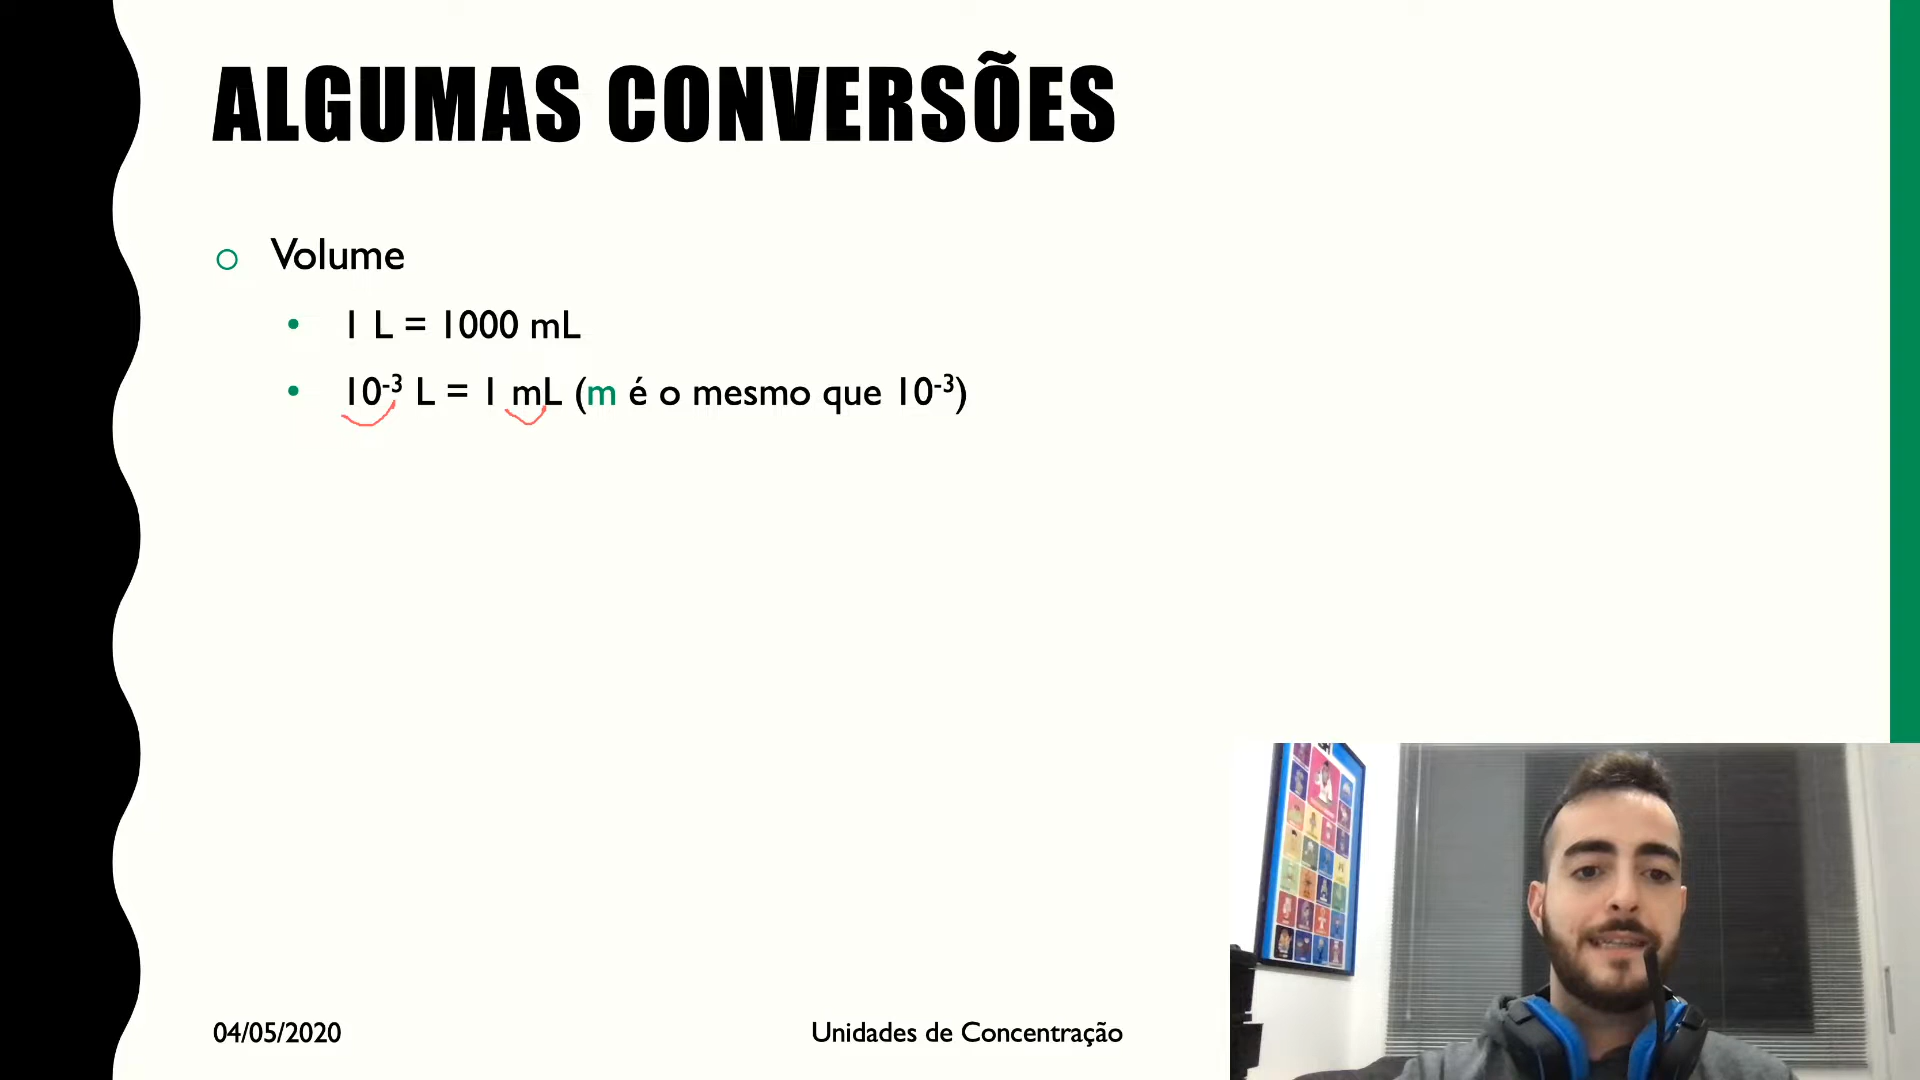 ALGUMAS CONVERSÕES
Volume
1 L = 1000 mL
10⁻³ L = 1 mL (m é o mesmo que 10⁻³)
04/05/2020
Unidades de Concentração